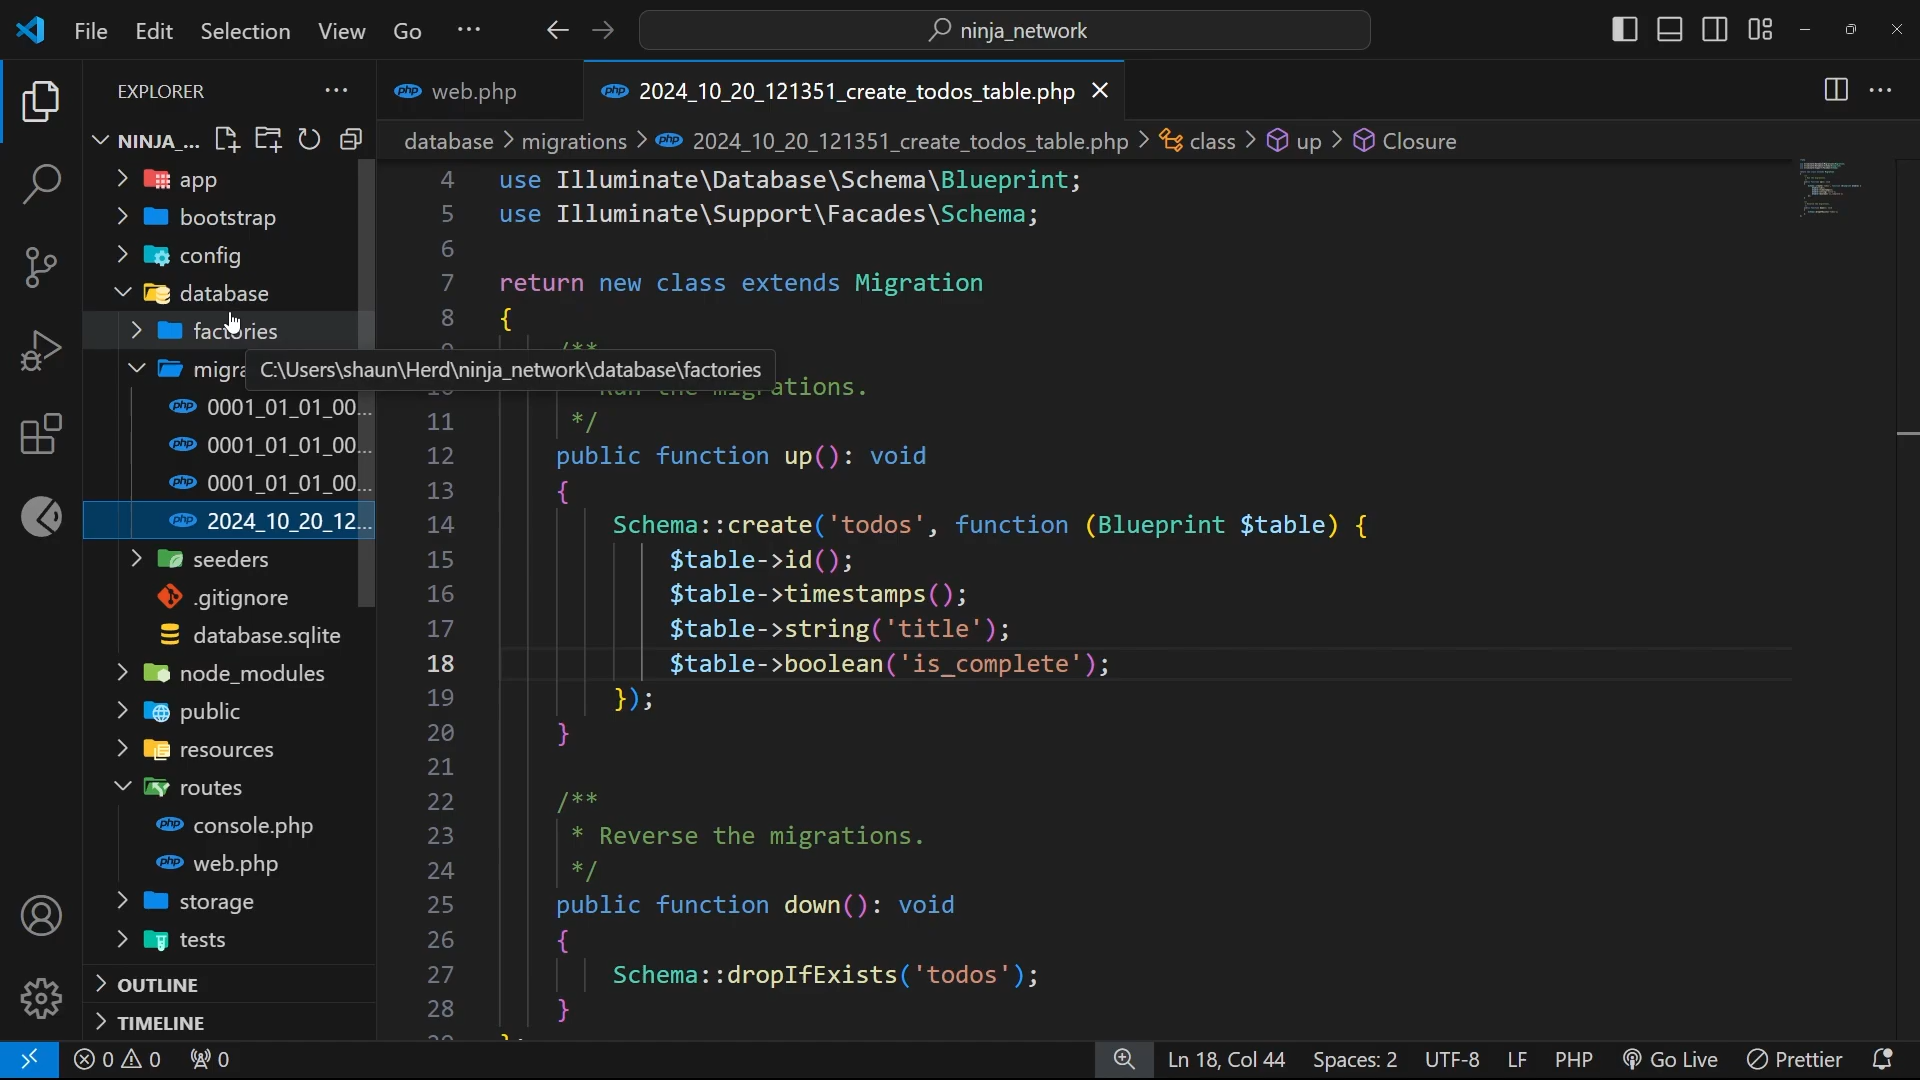 File Edit Selection View Go ninja_network
EXPLORER
web.php
2024_10_20_121351_create_todos_table.php
NINJA_...
database > migrations > 2024_10_20_121351_create_todos_table.php > class > up > Closure
app
bootstrap
config
database
factories
migra
C:\Users\shaun\Herd\ninja_network\database\factories
0001_01_01_00...
0001_01_01_00...
0001_01_01_00...
2024_10_20_12...
seeders
.gitignore
database.sqlite
node_modules
public
resources
routes
console.php
web.php
storage
tests
OUTLINE
TIMELINE
4 use Illuminate\Database\Schema\Blueprint;
5 use Illuminate\Support\Facades\Schema;
6
7 return new class extends Migration
8 {
/**
Run the migrations.
11 */
12 public function up(): void
13 {
14 Schema::create('todos', function (Blueprint $table) {
15 $table->id();
16 $table->timestamps();
17 $table->string('title');
18 $table->boolean('is_complete');
19 });
20 }
21
22 /**
23 * Reverse the migrations.
24 */
25 public function down(): void
26 {
27 Schema::dropIfExists('todos');
28 }
0 0 0 Ln 18, Col 44 Spaces: 2 UTF-8 LF PHP Go Live Prettier